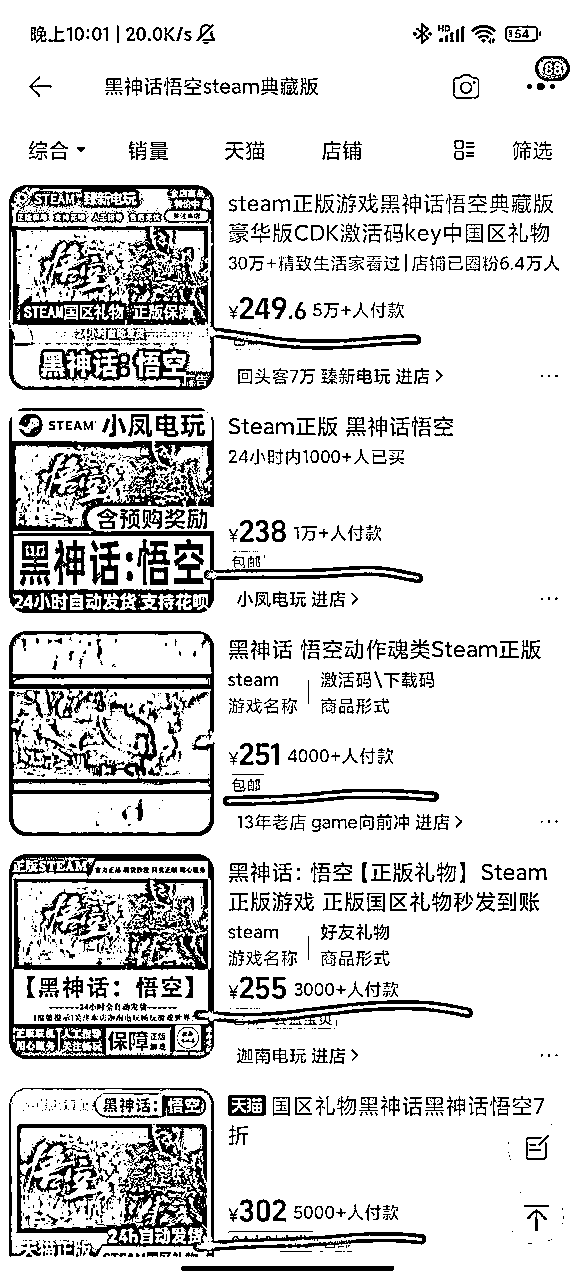 晚上10:01 | 20.0K/s
HD
54
黑神话悟空steam典藏版
综合
销量
天猫
店铺
筛选
STEAM 臻新电玩
STEAM国区礼物 正版保障
黑神话:悟空
steam正版游戏黑神话悟空典藏版
豪华版CDK激活码key中国区礼物
30万+精致生活家看过 | 店铺已圈粉6.4万人
¥249.6 5万+人付款
回头客7万 臻新电玩 进店 >
STEAM 小凤电玩
含预购奖励
黑神话:悟空
24小时自动发货 支持花呗
Steam正版 黑神话悟空
24小时内1000+人已买
¥238 1万+人付款
包邮
小凤电玩 进店 >
黑神话 悟空动作魂类Steam正版
steam 激活码\下载码
游戏名称 商品形式
¥251 4000+人付款
包邮
13年老店 game向前冲 进店 >
正版STEAM
【黑神话:悟空】
24小时全自动发货
保障
黑神话:悟空【正版礼物】Steam
正版游戏 正版国区礼物秒发到账
steam 好友礼物
游戏名称 商品形式
¥255 3000+人付款
迦南电玩 进店 >
黑神话:悟空
24h自动发货
天猫正版
STEAM国区礼物
天猫 国区礼物黑神话黑神话悟空7
折
¥302 5000+人付款